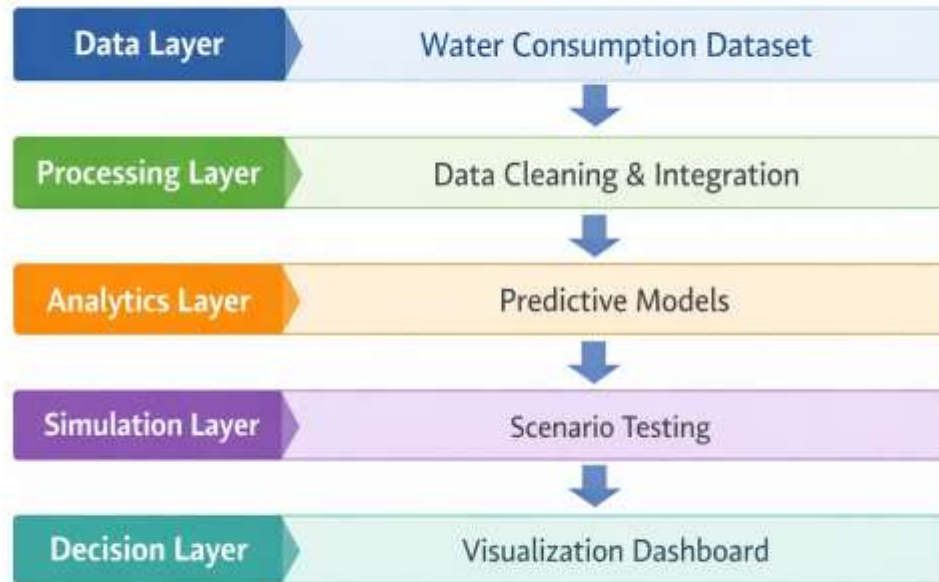 Data Layer
Water Consumption Dataset
Processing Layer
Data Cleaning & Integration
Analytics Layer
Predictive Models
Simulation Layer
Scenario Testing
Decision Layer
Visualization Dashboard